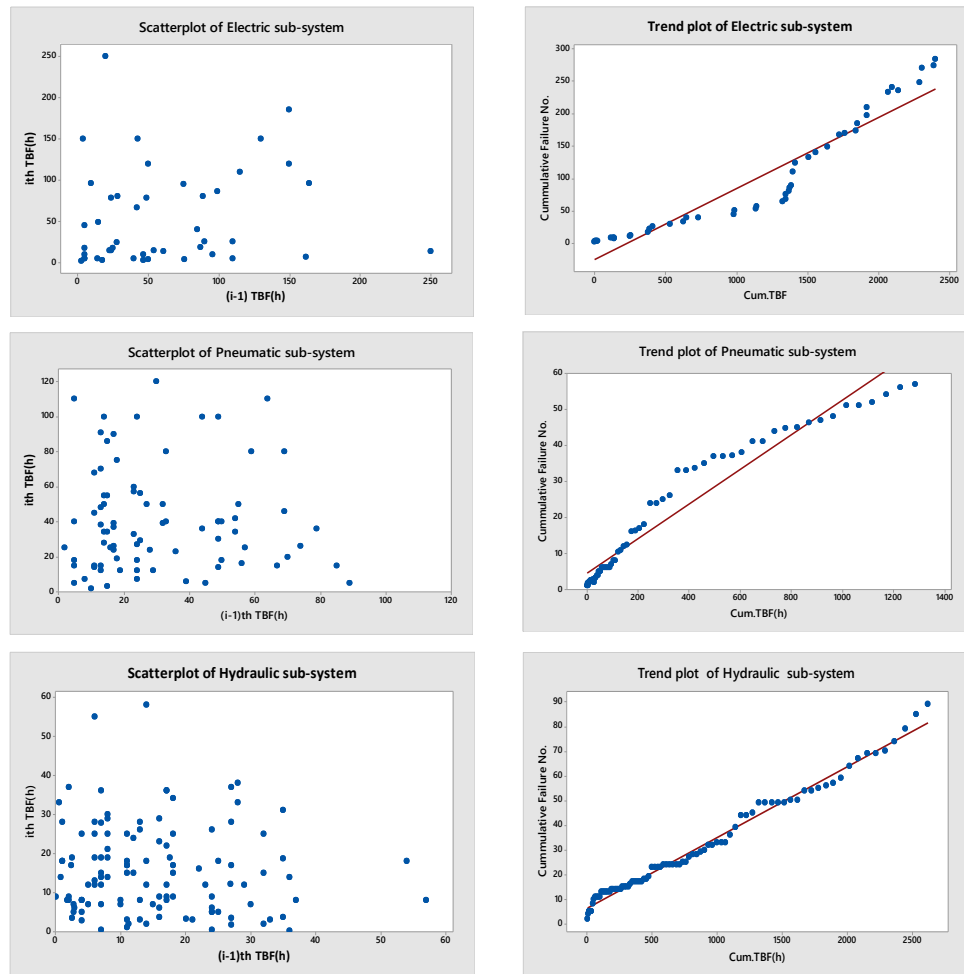 Scatterplot of Electric sub-system
250
200
150
100
50
0
0 50 100 150 200 250
ith TBF(h)
(i-1) TBF(h)
Trend plot of Electric sub-system
300
250
200
150
100
50
0
0 500 1000 1500 2000 2500
Cummulative Failure No.
Cum.TBF
Scatterplot of Pneumatic sub-system
120
100
80
60
40
20
0
0 20 40 60 80 100 120
ith TBF(h)
(i-1)th TBF(h)
Trend plot of Pneumatic sub-system
60
50
40
30
20
10
0
0 200 400 600 800 1000 1200 1400
Cummulative Failure No.
Cum.TBF(h)
Scatterplot of Hydraulic sub-system
60
50
40
30
20
10
0
0 10 20 30 40 50 60
ith TBF(h)
(i-1)th TBF(h)
Trend plot of Hydraulic sub-system
90
80
70
60
50
40
30
20
10
0
0 500 1000 1500 2000 2500
Cummulative Failure No.
Cum.TBF(h)